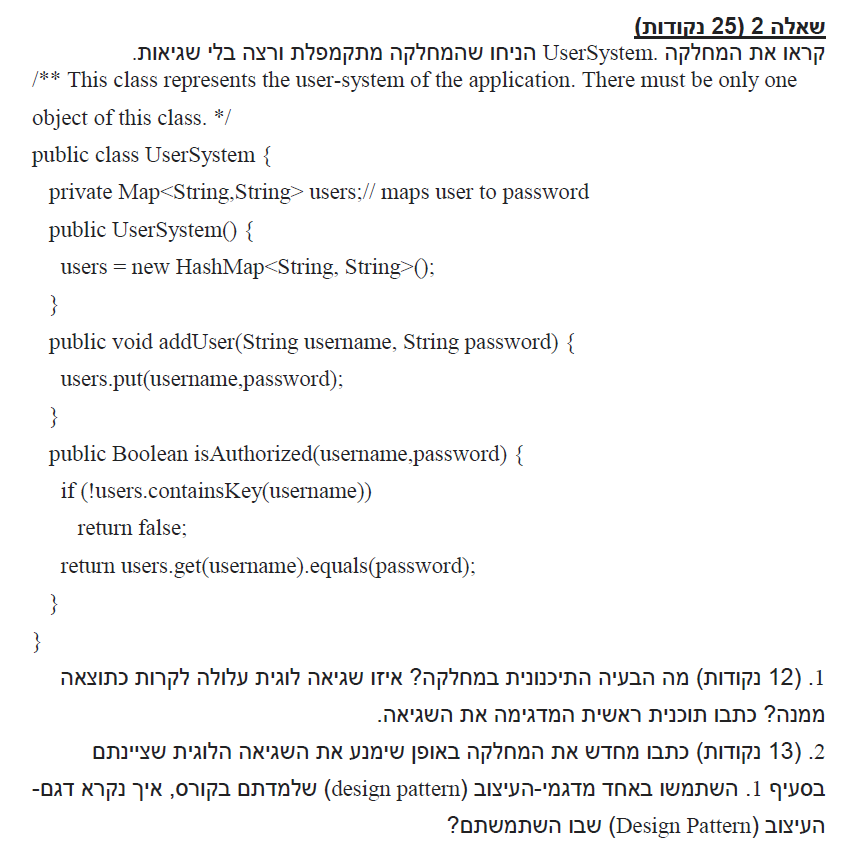 שאלה 2 (25 נקודות)
קראו את המחלקה .UserSystem הניחו שהמחלקה מתקמפלת ורצה בלי שגיאות.
/** This class represents the user-system of the application. There must be only one
object of this class. */
public class UserSystem {
private Map<String,String> users;// maps user to password
public UserSystem() {
users = new HashMap<String, String>();
}
public void addUser(String username, String password) {
users.put(username,password);
}
public Boolean isAuthorized(username,password) {
if (!users.containsKey(username))
return false;
return users.get(username).equals(password);
}
}
1. (12 נקודות) מה הבעיה התיכנונית במחלקה? איזו שגיאה לוגית עלולה לקרות כתוצאה
ממנה? כתבו תוכנית ראשית המדגימה את השגיאה.
2. (13 נקודות) כתבו מחדש את המחלקה באופן שימנע את השגיאה הלוגית שציינתם
בסעיף 1. השתמשו באחד מדגמי-העיצוב (design pattern) שלמדתם בקורס, איך נקרא דגם-
העיצוב (Design Pattern) שבו השתמשתם?